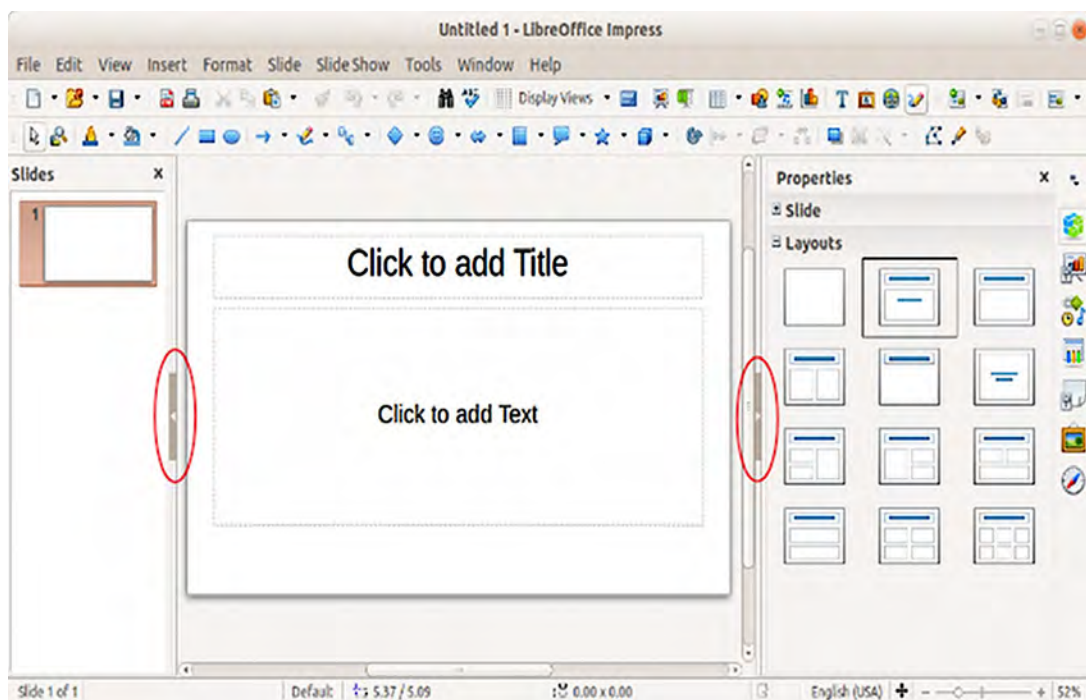 Untitled 1 - LibreOffice Impress
File Edit View Insert Format Slide Slide Show Tools Window Help
Display Views
Slides
Properties
1
Slide
Layouts
Click to add Title
Click to add Text
Slide 1 of 1 Default 5.37 / 5.09 0.00 x 0.00 English (USA) 52%